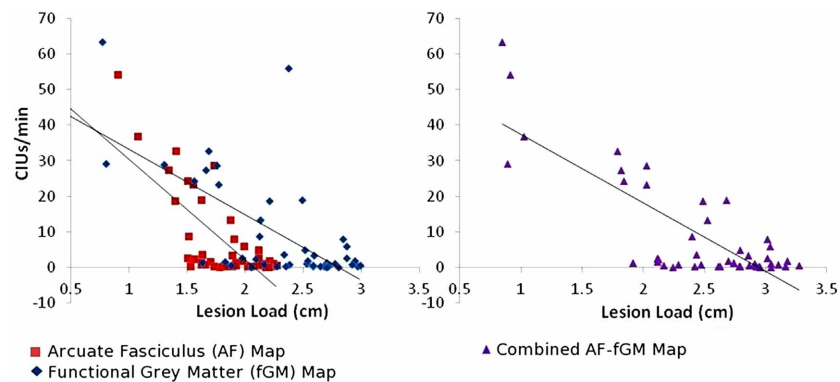 70
60
50
40
30
20
10
0
-10
CIUs/min
0.5 1 1.5 2 2.5 3 3.5
Lesion Load (cm)
Arcuate Fasciculus (AF) Map
Functional Grey Matter (fGM) Map
70
60
50
40
30
20
10
0
-10
0.5 1 1.5 2 2.5 3 3.5
Lesion Load (cm)
Combined AF-fGM Map